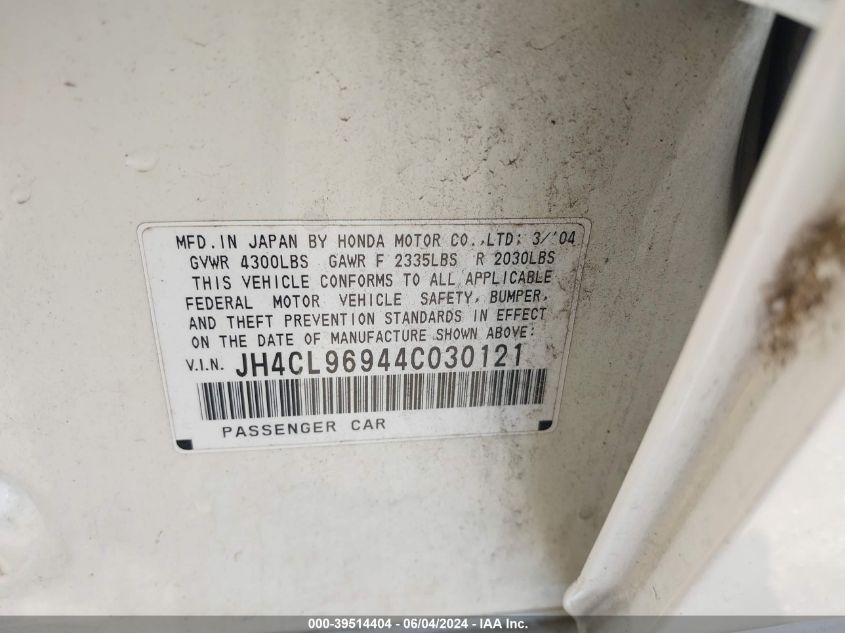 MFD. IN JAPAN BY HONDA MOTOR CO., LTD: 3/'04
GVWR 4300LBS GAWR F 2335LBS R 2030LBS
THIS VEHICLE CONFORMS TO ALL APPLICABLE
FEDERAL MOTOR VEHICLE SAFETY, BUMPER,
AND THEFT PREVENTION STANDARDS IN EFFECT
ON THE DATE OF MANUFACTURE SHOWN ABOVE:
V.I.N. JH4CL96944C030121
PASSENGER CAR
000-39514404 - 06/04/2024 - IAA Inc.